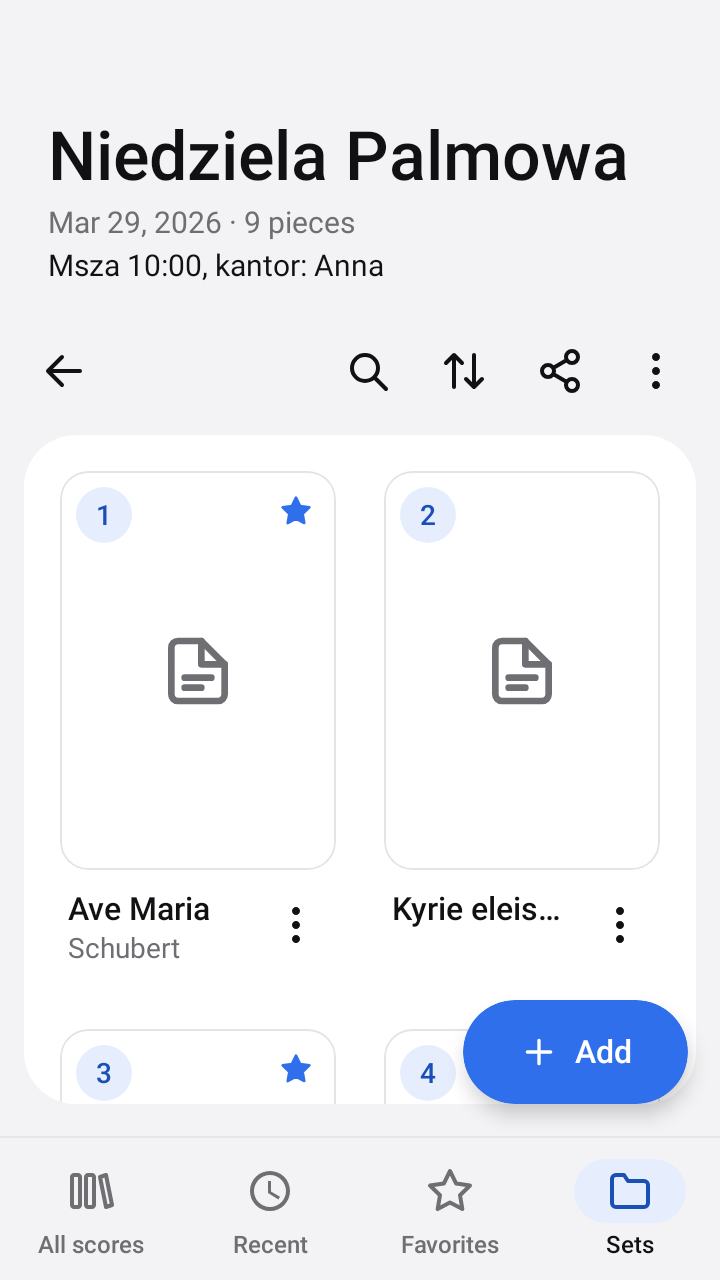 Niedziela Palmowa
Mar 29, 2026 · 9 pieces
Msza 10:00, kantor: Anna
1
2
Ave Maria
Schubert
Kyrie eleis...
3
4
Add
All scores
Recent
Favorites
Sets